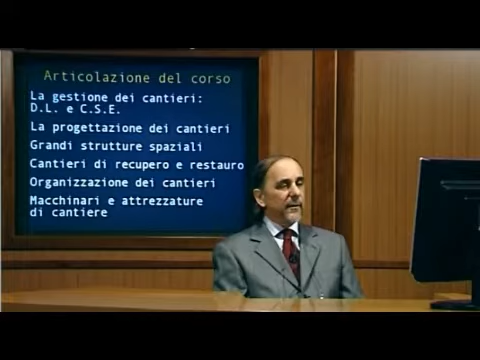 Articolazione del corso
La gestione dei cantieri:
D.L. e C.S.E.
La progettazione dei cantieri
Grandi strutture spaziali
Cantieri di recupero e restauro
Organizzazione dei cantieri
Macchinari e attrezzature
di cantiere